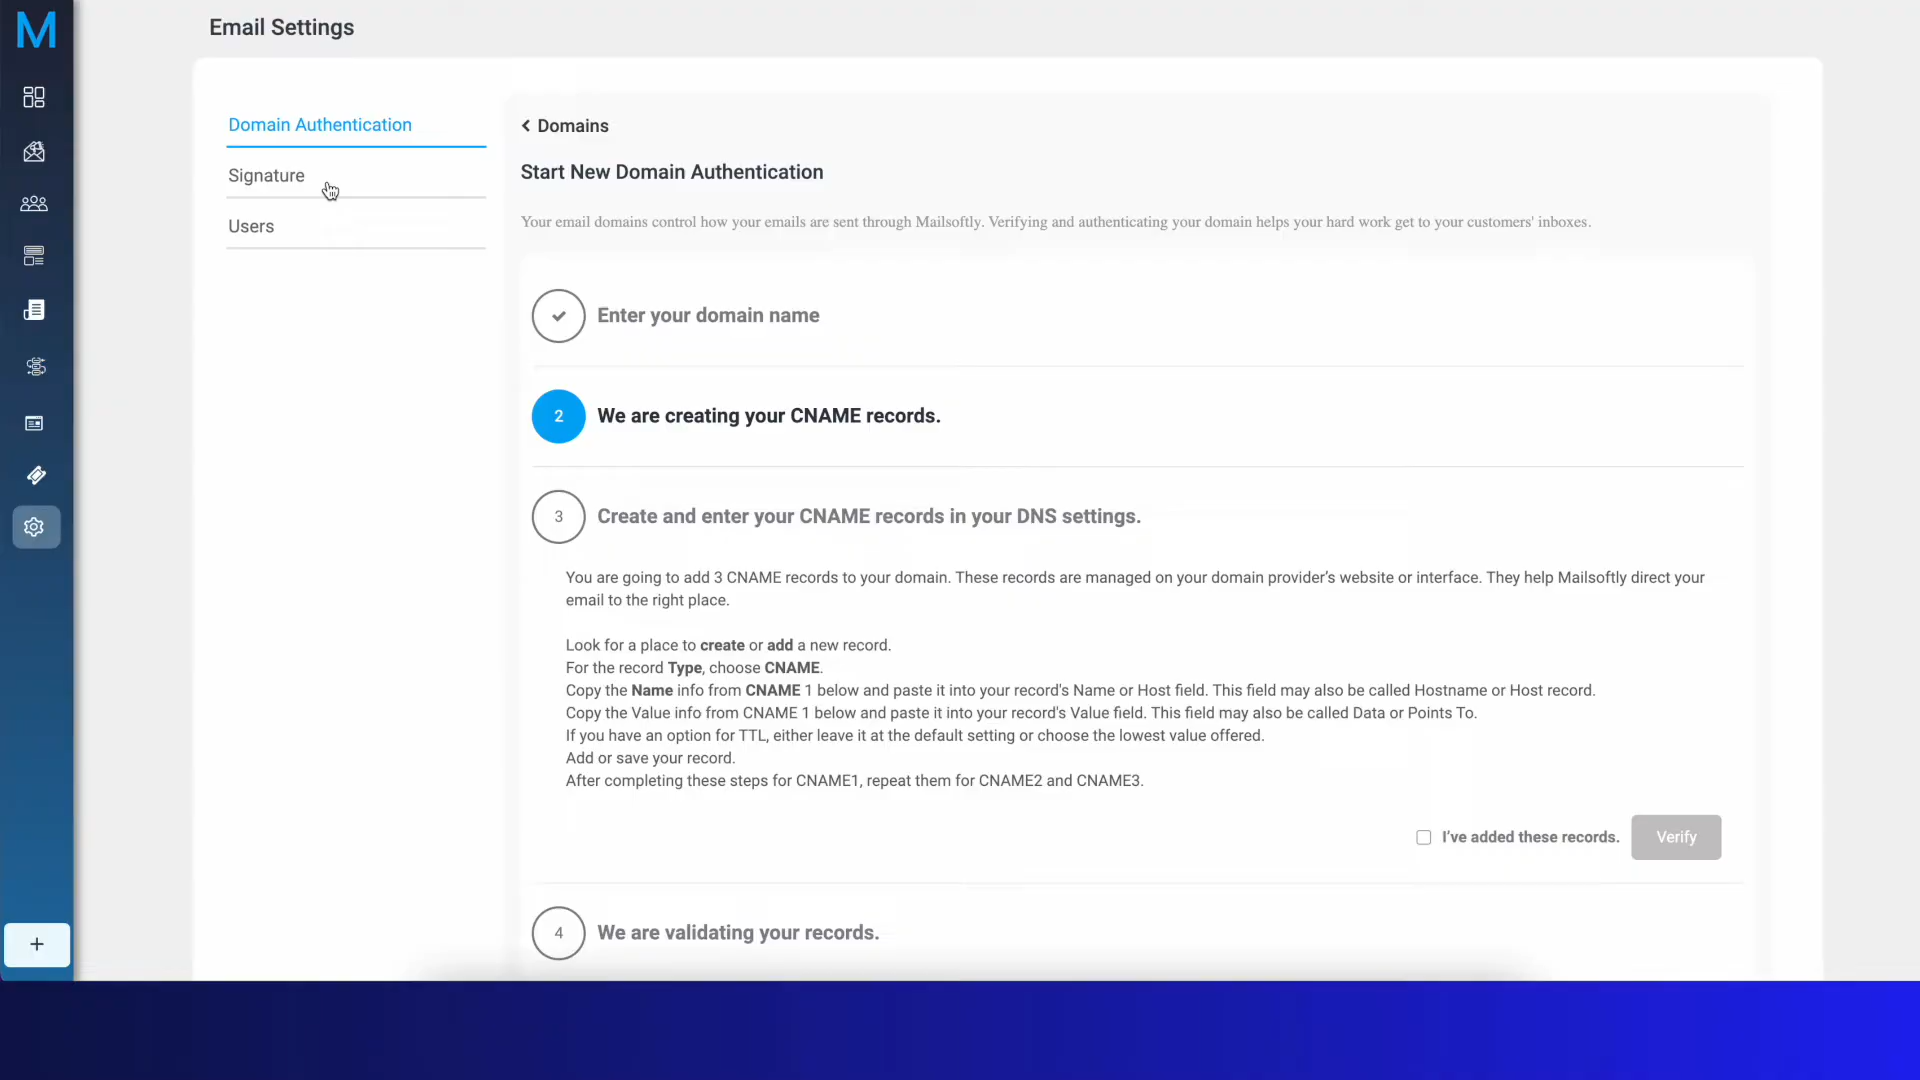 M
Email Settings
Domain Authentication
Signature
Users
Domains
Start New Domain Authentication
Your email domains control how your emails are sent through Mailsoftly. Verifying and authenticating your domain helps your hard work get to your customers' inboxes.
Enter your domain name
2 We are creating your CNAME records.
3 Create and enter your CNAME records in your DNS settings.
You are going to add 3 CNAME records to your domain. These records are managed on your domain provider’s website or interface. They help Mailsoftly direct your
email to the right place.
Look for a place to create or add a new record.
For the record Type, choose CNAME.
Copy the Name info from CNAME 1 below and paste it into your record's Name or Host field. This field may also be called Hostname or Host record.
Copy the Value info from CNAME 1 below and paste it into your record's Value field. This field may also be called Data or Points To.
If you have an option for TTL, either leave it at the default setting or choose the lowest value offered.
Add or save your record.
After completing these steps for CNAME1, repeat them for CNAME2 and CNAME3.
I’ve added these records. Verify
4 We are validating your records.
+